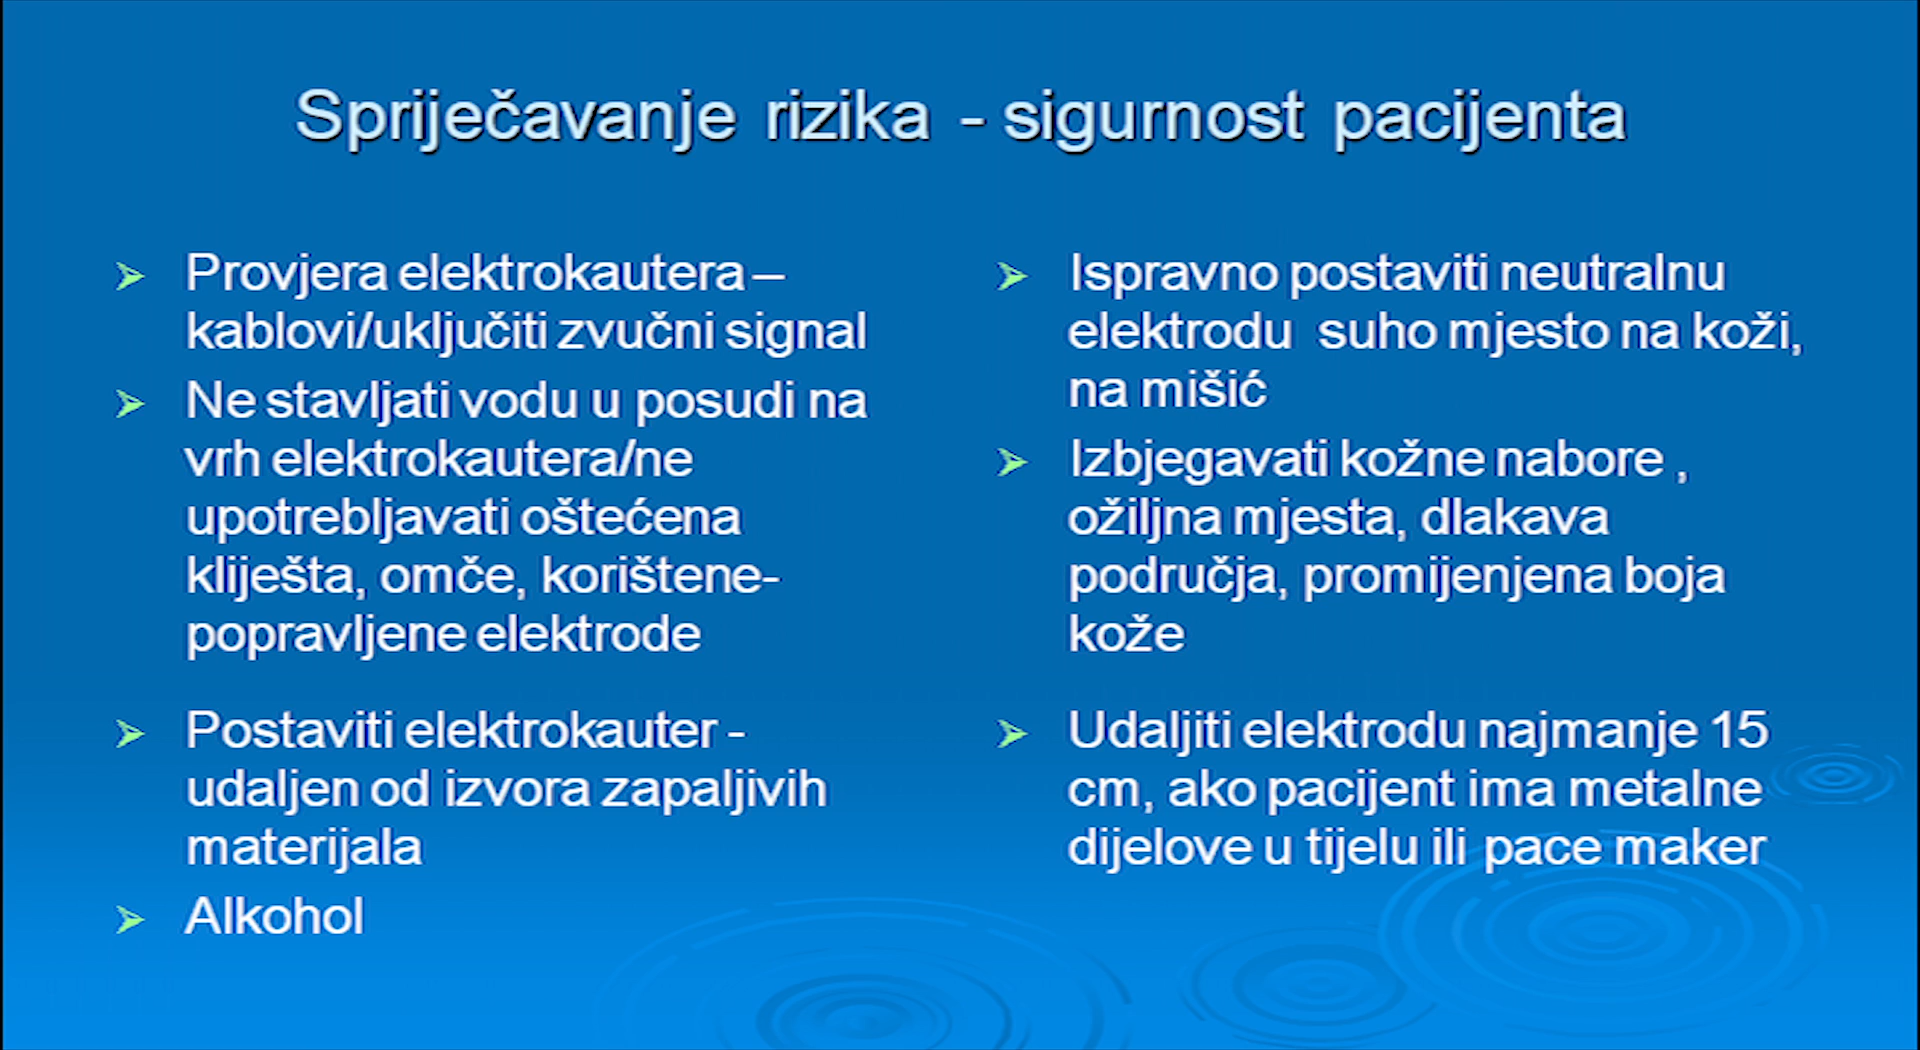 Spriječavanje rizika - sigurnost pacijenta
Provjera elektrokautera –
kablovi/uključiti zvučni signal
Ne stavljati vodu u posudi na
vrh elektrokautera/ne
upotrebljavati oštećena
kliješta, omče, korištene-
popravljene elektrode
Postaviti elektrokauter -
udaljen od izvora zapaljivih
materijala
Alkohol
Ispravno postaviti neutralnu
elektrodu suho mjesto na koži,
na mišić
Izbjegavati kožne nabore ,
ožiljna mjesta, dlakava
područja, promijenjena boja
kože
Udaljiti elektrodu najmanje 15
cm, ako pacijent ima metalne
dijelove u tijelu ili pace maker